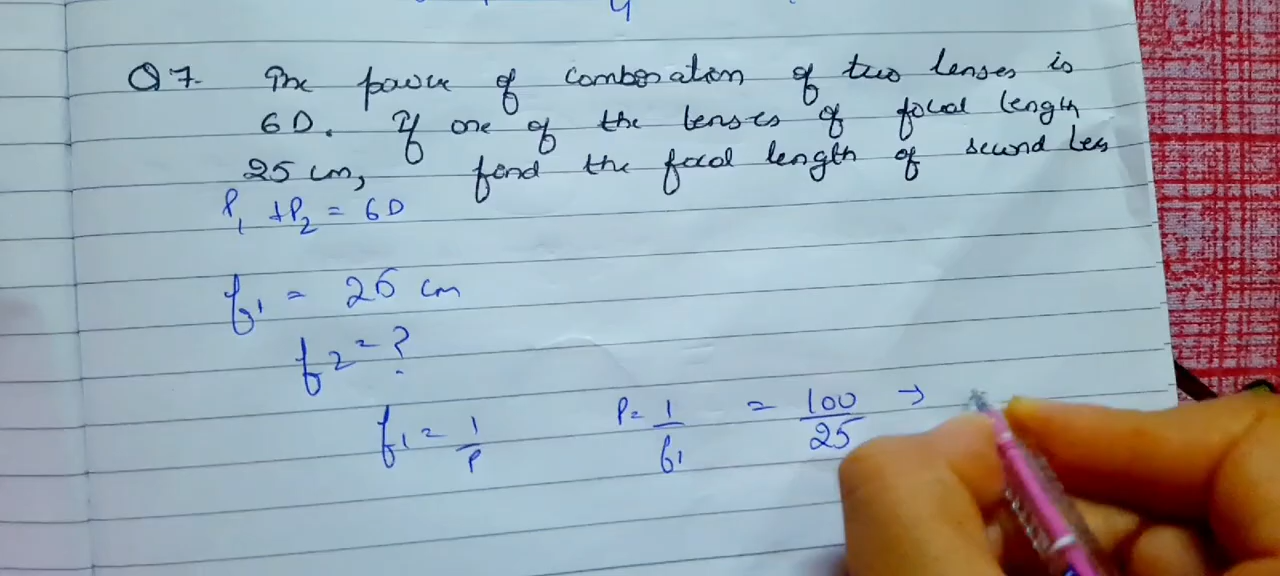 Q7. The power of combination of two lenses is
6D. If one of the lenses of focal length
25 cm, find the focal length of second lens
P₁ + P₂ = 6D
f₁ = 25 cm
f₂ = ?
f₁ = 1/P P = 1/f₁ = 100/25 →